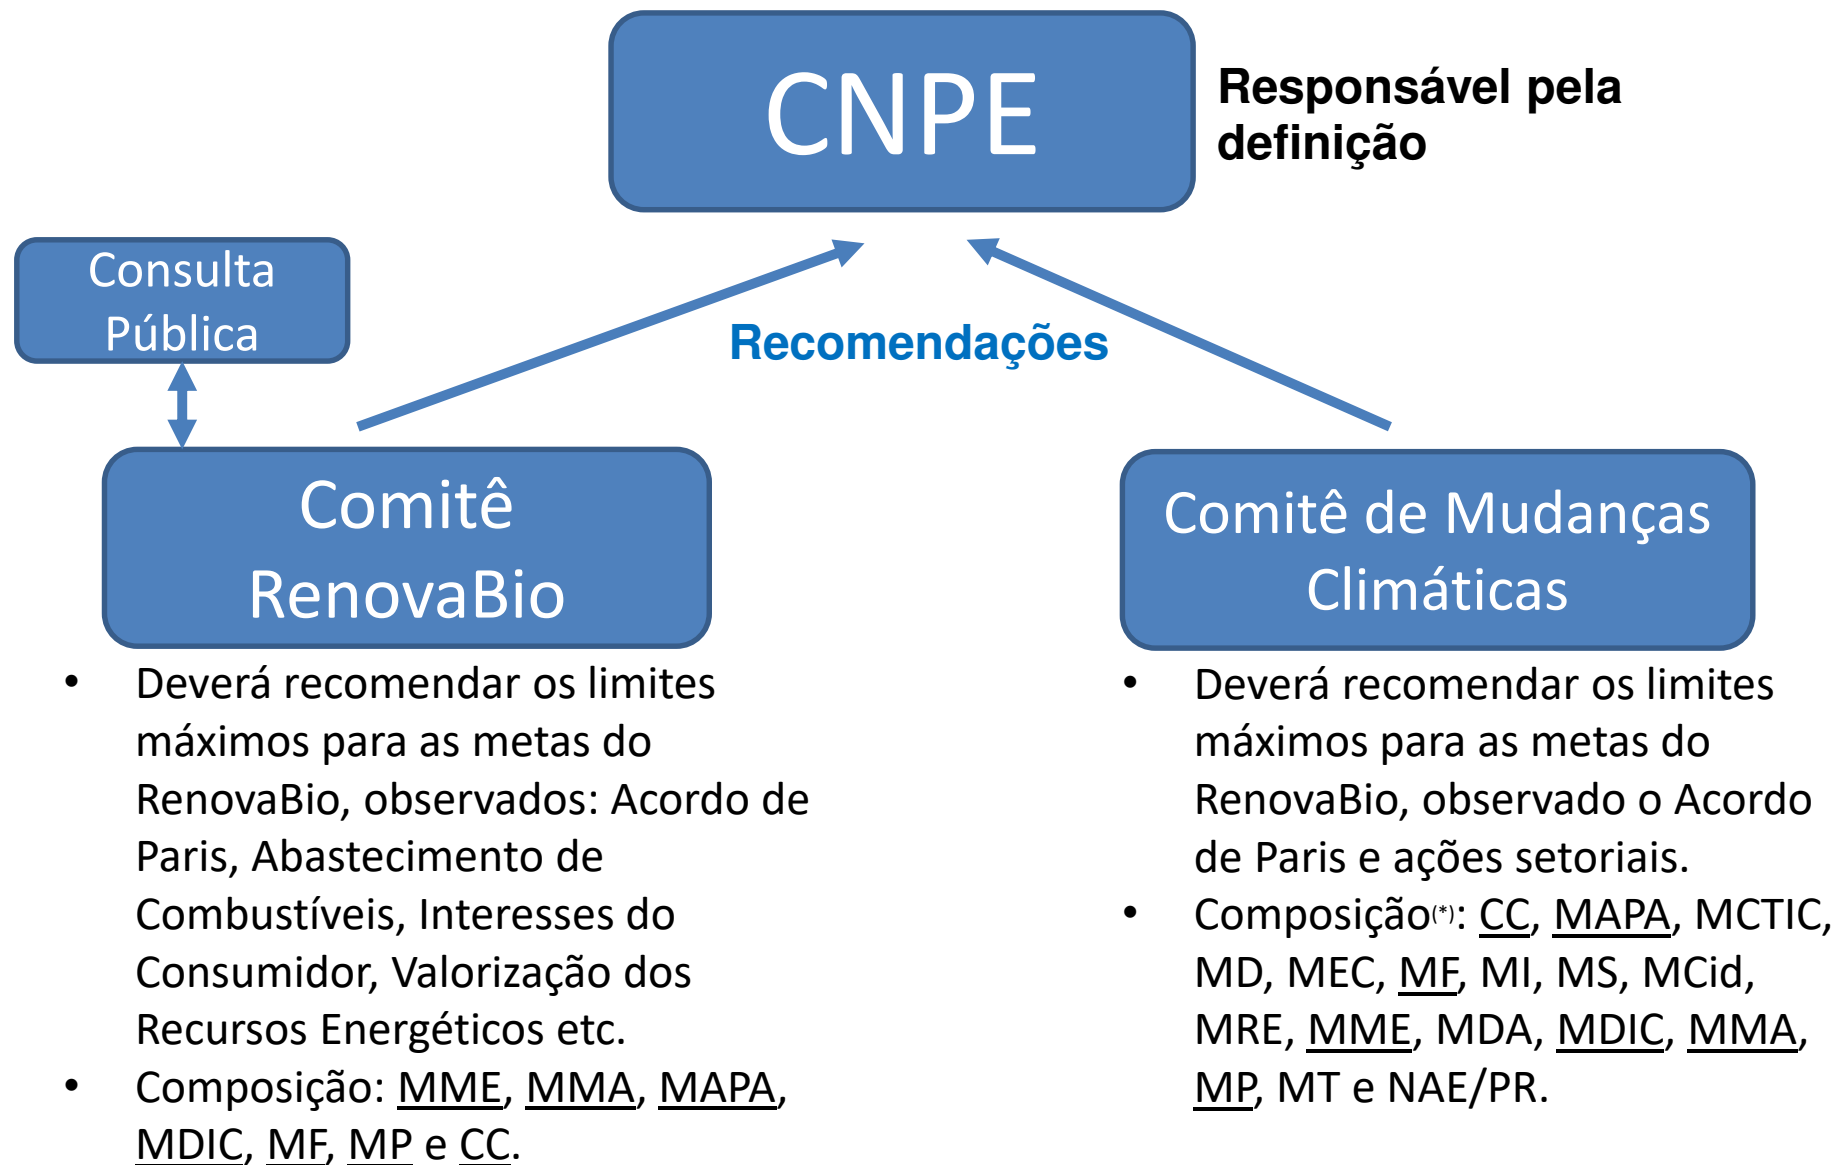 CNPE
Responsável pela
definição
Consulta
Pública
Recomendações
Comitê
RenovaBio
• Deverá recomendar os limites
máximos para as metas do
RenovaBio, observados: Acordo de
Paris, Abastecimento de
Combustíveis, Interesses do
Consumidor, Valorização dos
Recursos Energéticos etc.
• Composição: MME, MMA, MAPA,
MDIC, MF, MP e CC.
Comitê de Mudanças
Climáticas
• Deverá recomendar os limites
máximos para as metas do
RenovaBio, observado o Acordo
de Paris e ações setoriais.
• Composição(*): CC, MAPA, MCTIC,
MD, MEC, MF, MI, MS, MCid,
MRE, MME, MDA, MDIC, MMA,
MP, MT e NAE/PR.